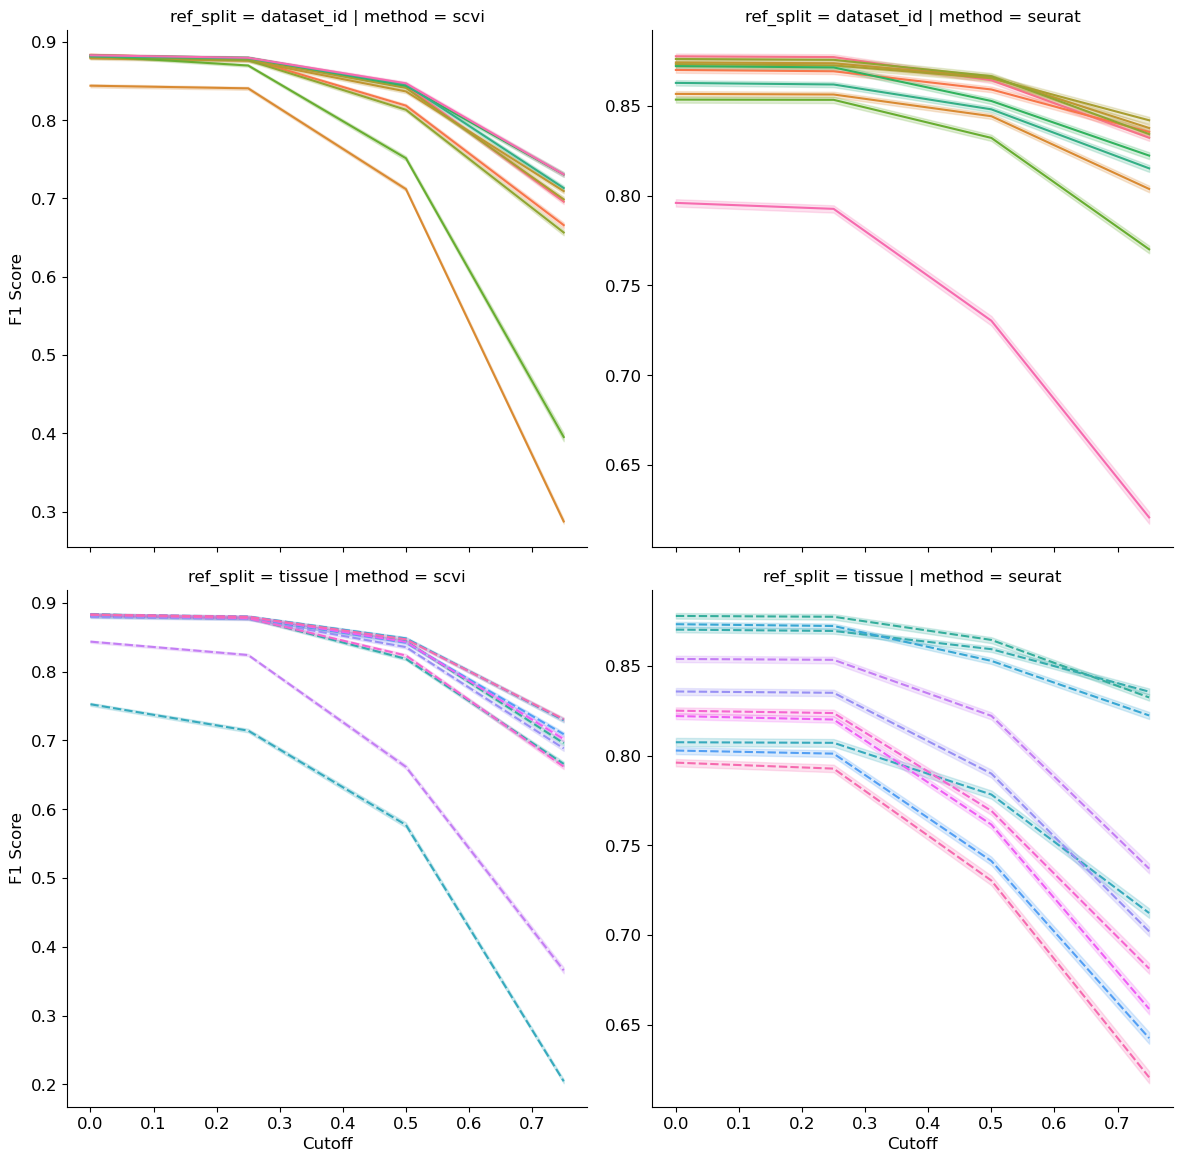 ref_split = dataset_id | method = scvi
ref_split = dataset_id | method = seurat
0.9
0.8
0.7
0.6
0.5
0.4
0.3
F1 Score
0.85
0.80
0.75
0.70
0.65
ref_split = tissue | method = scvi
ref_split = tissue | method = seurat
0.9
0.8
0.7
0.6
0.5
0.4
0.3
0.2
F1 Score
0.85
0.80
0.75
0.70
0.65
0.0 0.1 0.2 0.3 0.4 0.5 0.6 0.7
Cutoff
0.0 0.1 0.2 0.3 0.4 0.5 0.6 0.7
Cutoff